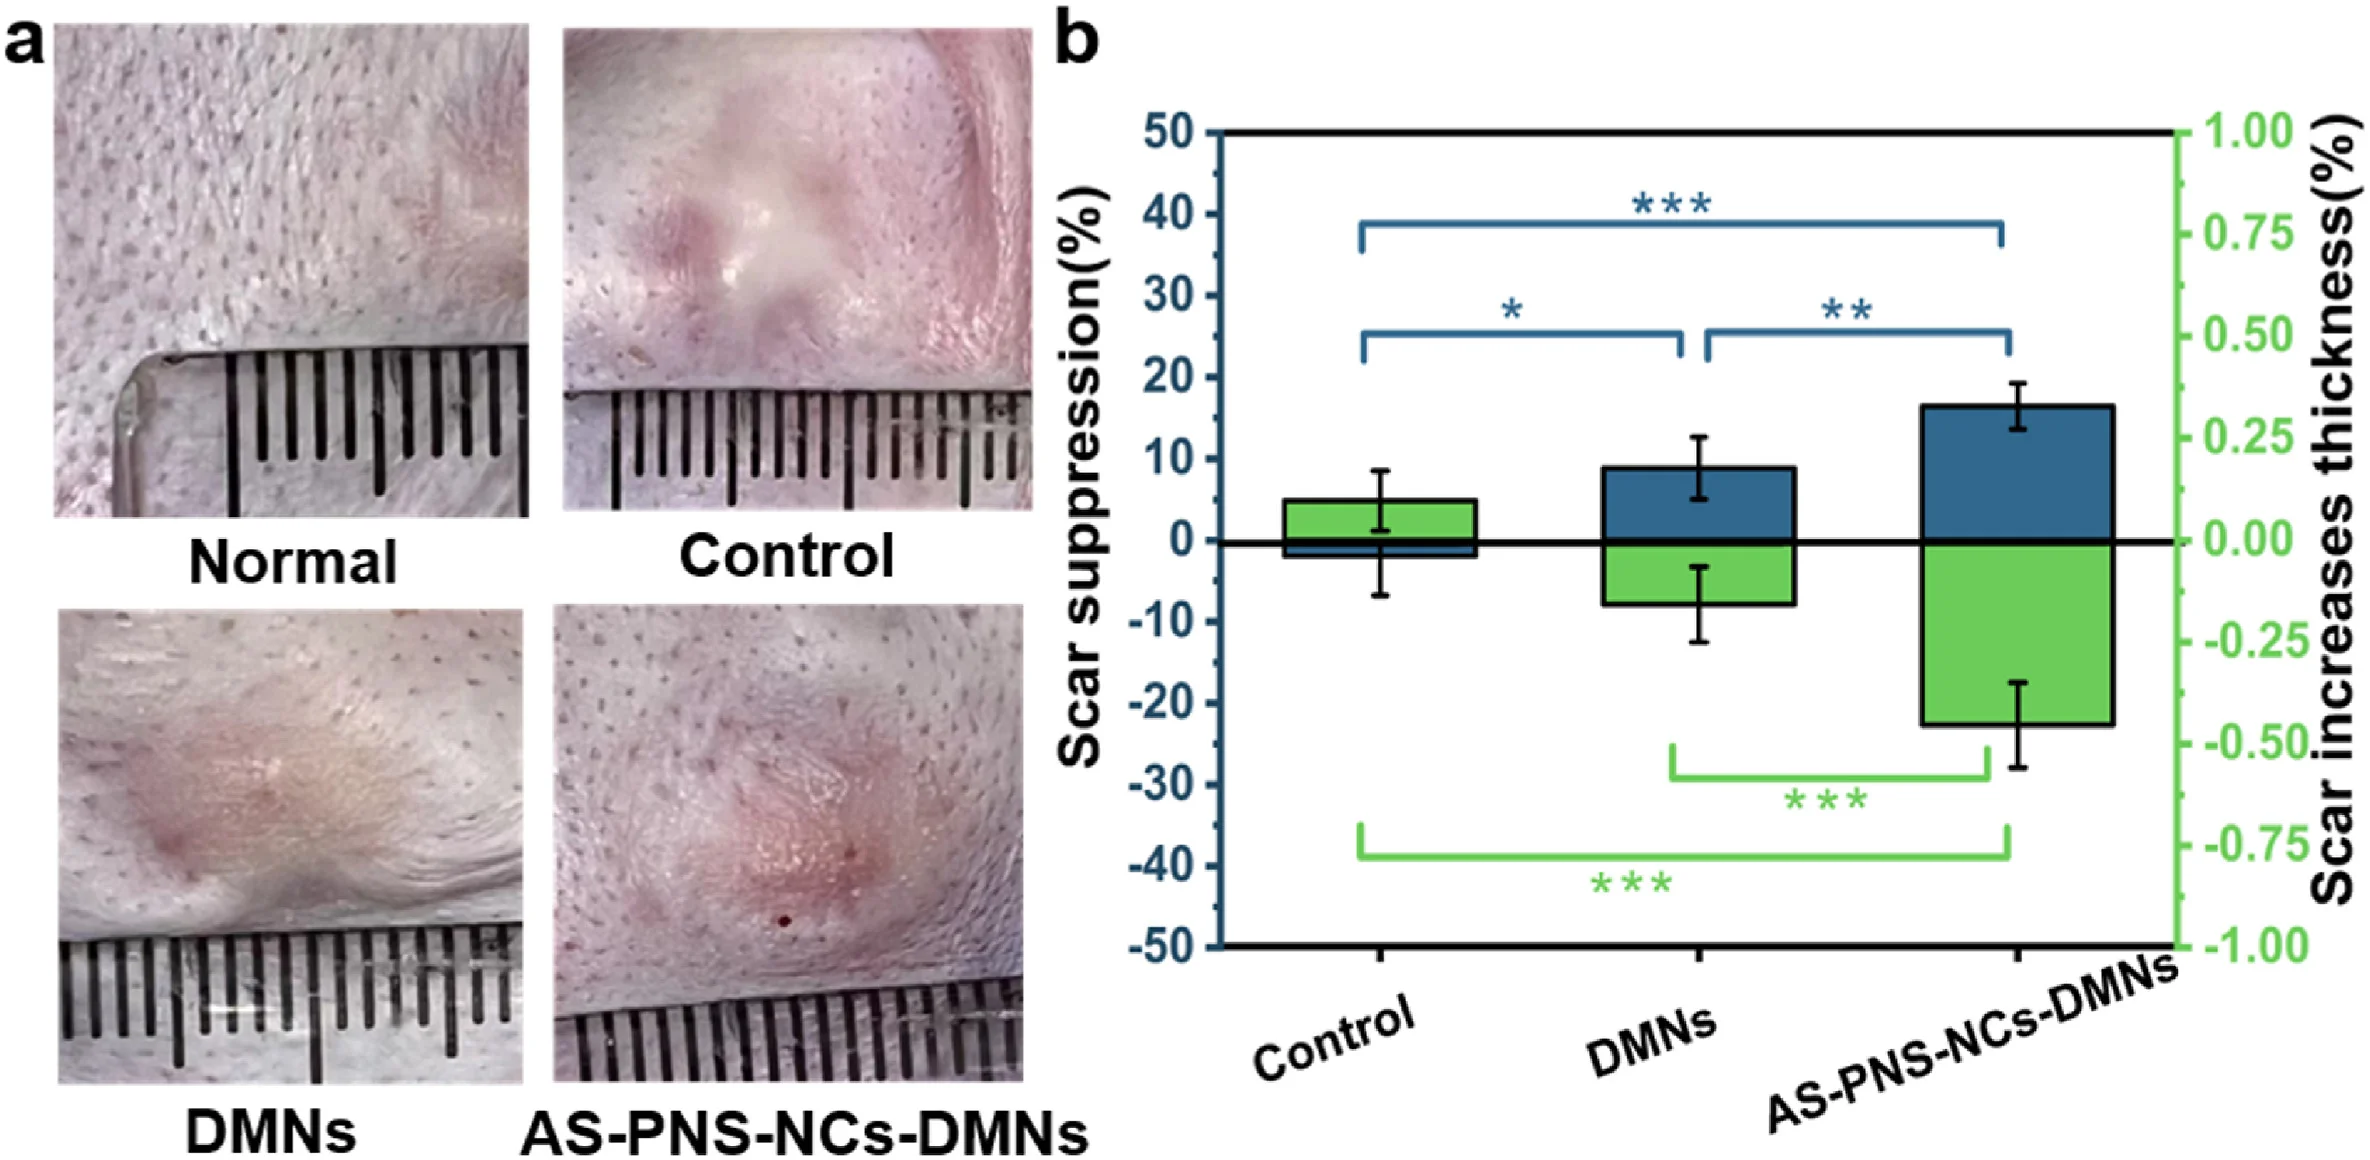 a
Normal
Control
DMNs
AS-PNS-NCs-DMNs
b
Scar suppression(%)
50
40
30
20
10
0
-10
-20
-30
-40
-50
***
*
**
***
***
1.00
0.75
0.50
0.25
0.00
-0.25
-0.50
-0.75
-1.00
Scar increases thickness(%)
Control
DMNs
AS-PNS-NCs-DMNs